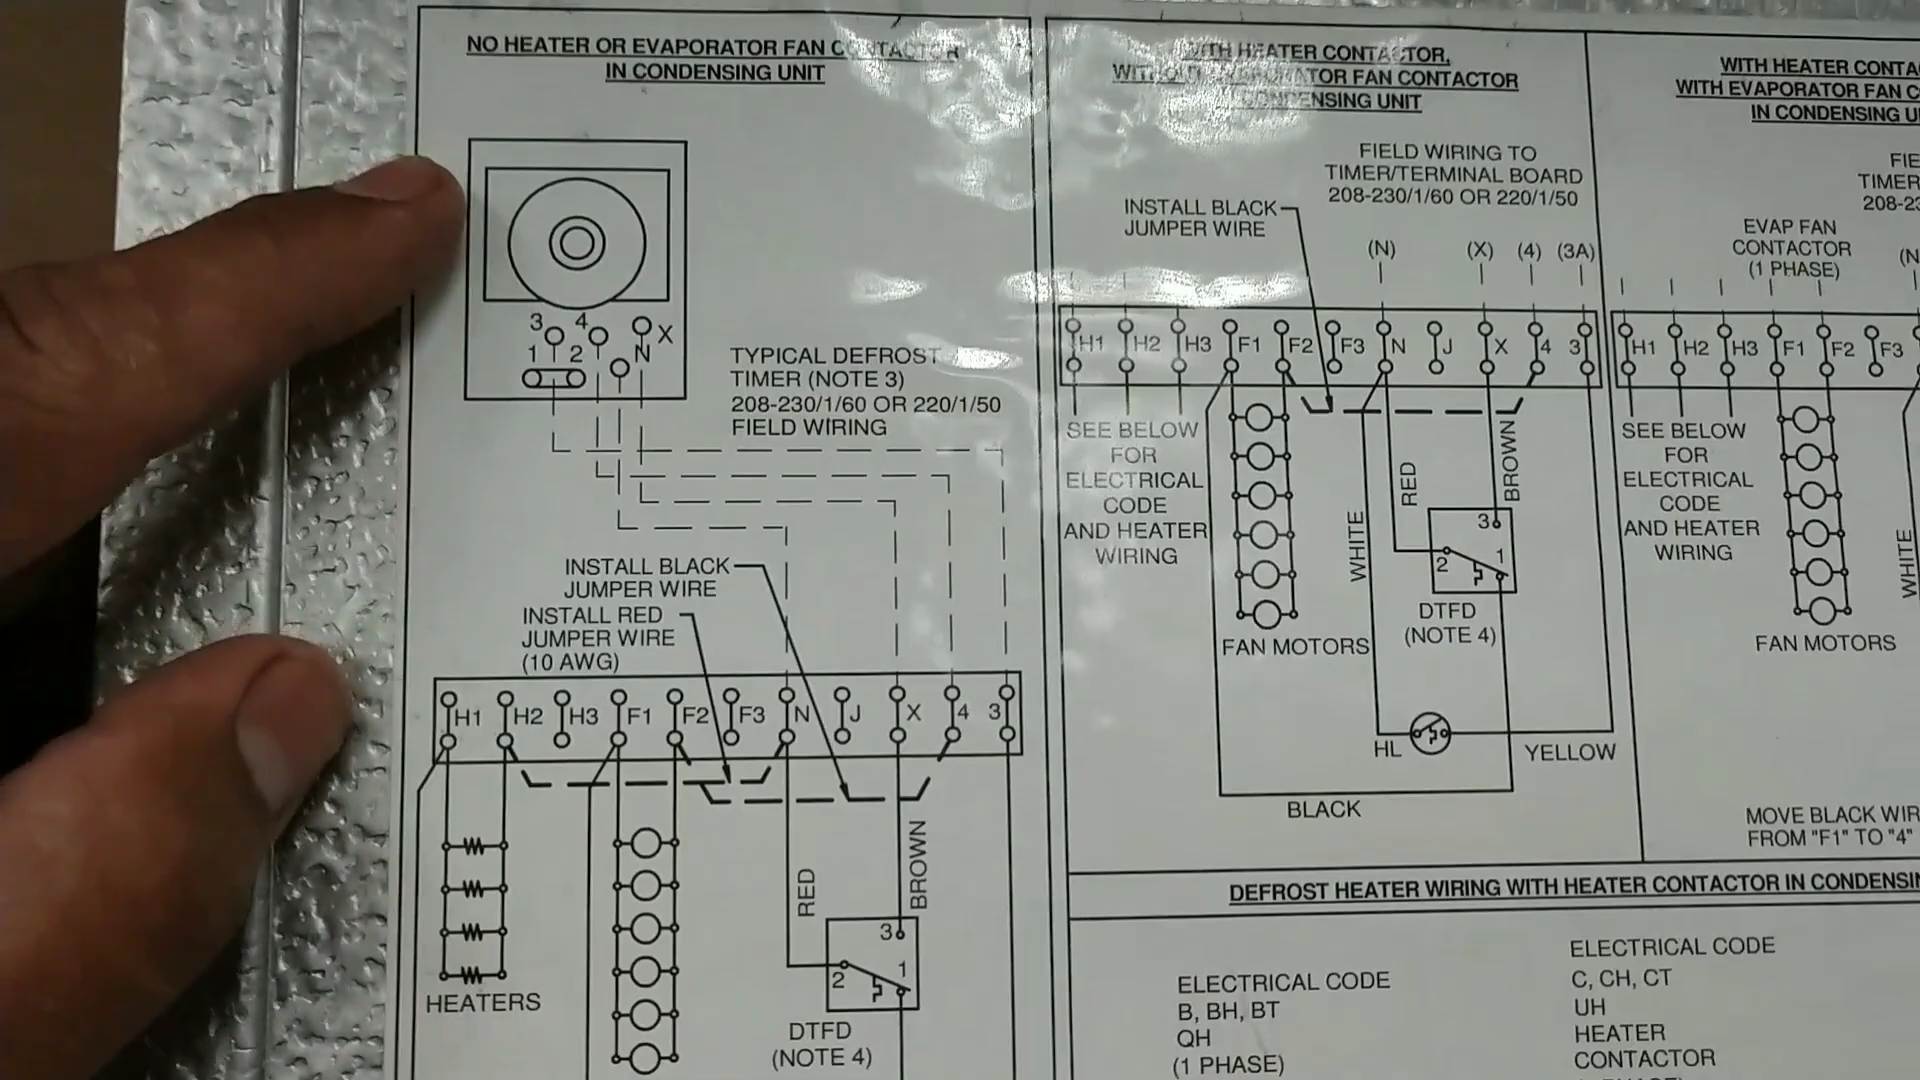 NO HEATER OR EVAPORATOR FAN CONTACTOR
IN CONDENSING UNIT
3 4 X
1 2 N
TYPICAL DEFROST
TIMER (NOTE 3)
208-230/1/60 OR 220/1/50
FIELD WIRING
INSTALL BLACK
JUMPER WIRE
INSTALL RED
JUMPER WIRE
(10 AWG)
H1 H2 H3 F1 F2 F3 N J X 4 3
RED
BROWN
3
2 1
HEATERS
DTFD
(NOTE 4)
WITH HEATER CONTACTOR,
WITHOUT EVAPORATOR FAN CONTACTOR
CONDENSING UNIT
FIELD WIRING TO
TIMER/TERMINAL BOARD
208-230/1/60 OR 220/1/50
INSTALL BLACK
JUMPER WIRE
(N) (X) (4) (3A)
H1 H2 H3 F1 F2 F3 N J X 4 3
SEE BELOW
FOR
ELECTRICAL
CODE
AND HEATER
WIRING
WHITE
RED
BROWN
3
2 1
DTFD
(NOTE 4)
FAN MOTORS
HL
YELLOW
BLACK
WITH HEATER
WITH EVAPORATOR FAN
IN CONDENSING
EVAP FAN
CONTACTOR
(1 PHASE)
H1 H2 H3 F1 F2 F3
SEE BELOW
FOR
ELECTRICAL
CODE
AND HEATER
WIRING
WHITE
FAN MOTORS
MOVE BLACK
FROM "F1" TO "4"
DEFROST HEATER WIRING WITH HEATER CONTACTOR IN
ELECTRICAL CODE
B, BH, BT
QH
(1 PHASE)
ELECTRICAL CODE
C, CH, CT
UH
HEATER
CONTACTOR